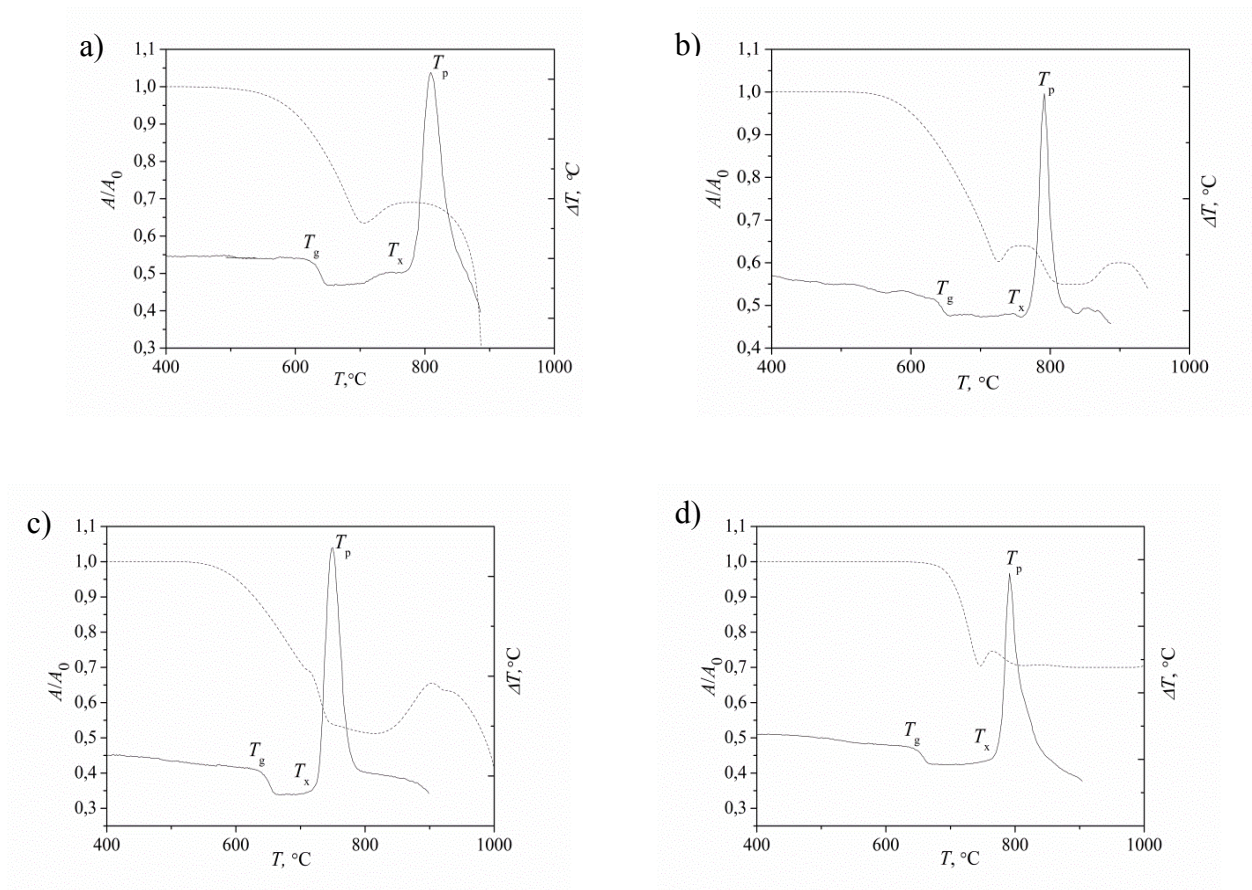 a)
1,1
1,0
0,9
0,8
0,7
0,6
0,5
0,4
0,3
A/A0
ΔT, °C
Tp
Tg
Tx
400
600
800
1000
T,°C
b)
1,1
1,0
0,9
0,8
0,7
0,6
0,5
0,4
A/A0
ΔT, °C
Tp
Tg
Tx
400
600
800
1000
T, °C
c)
1,1
1,0
0,9
0,8
0,7
0,6
0,5
0,4
0,3
A/A0
ΔT,°C
Tp
Tg
Tx
400
600
800
1000
T, °C
d)
1,1
1,0
0,9
0,8
0,7
0,6
0,5
0,4
0,3
A/A0
ΔT, °C
Tp
Tg
Tx
400
600
800
1000
T, °C